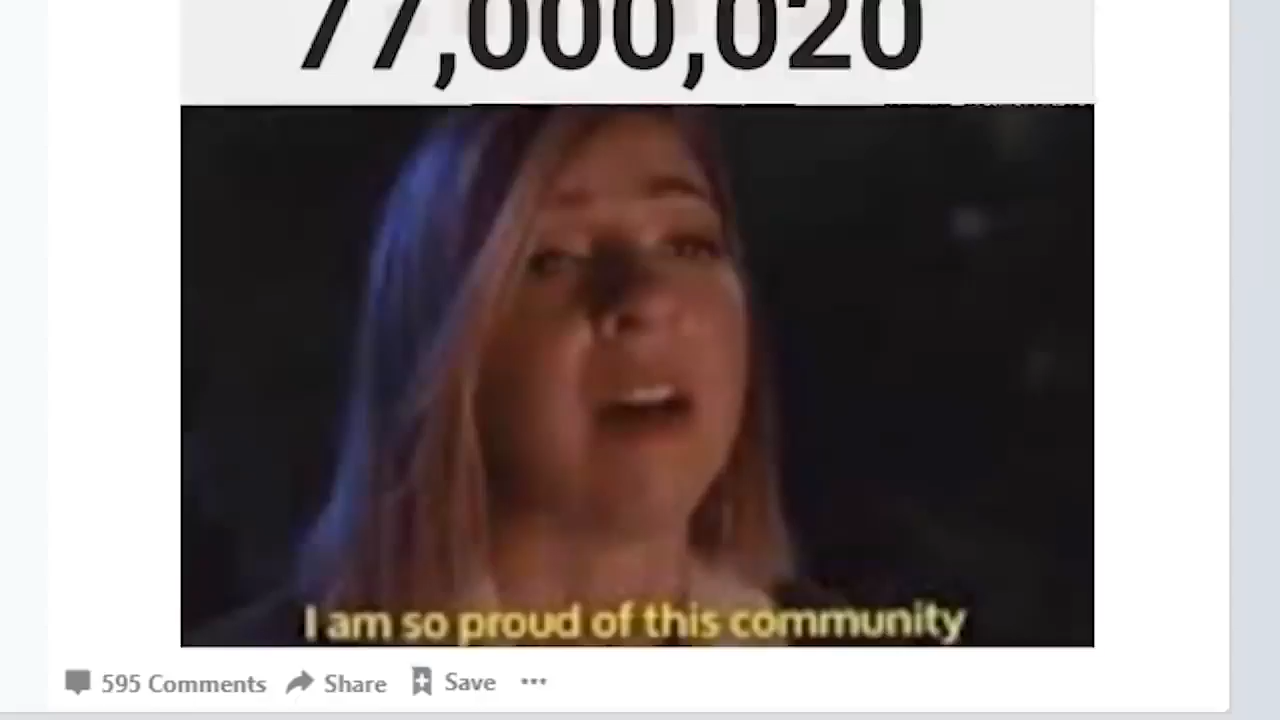 77,000,020
I am so proud of this community
595 Comments Share Save ...